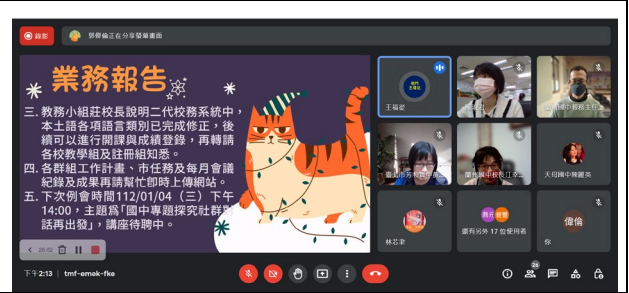 錄影
郭偉倫正在分享螢幕畫面
業務報告
三. 教務小組莊校長說明二代校務系統中，
本土語各項語言類別已完成修正，後
續可以進行開課與成績登錄，再轉請
各校教學組及註冊組知悉。
四. 各群組工作計畫、市任務及每月會議
紀錄及成果再請幫忙即時上傳網站。
五. 下次例會時間112/01/04（三）下午
14:00，主題爲「國中專題探究社群對
話再出發」，講座待聘中。
王福從
天母國中陳麗英
林芯聿
還有另外 17 位使用者
偉倫
你
下午2:13 | tmf-emek-fke
26